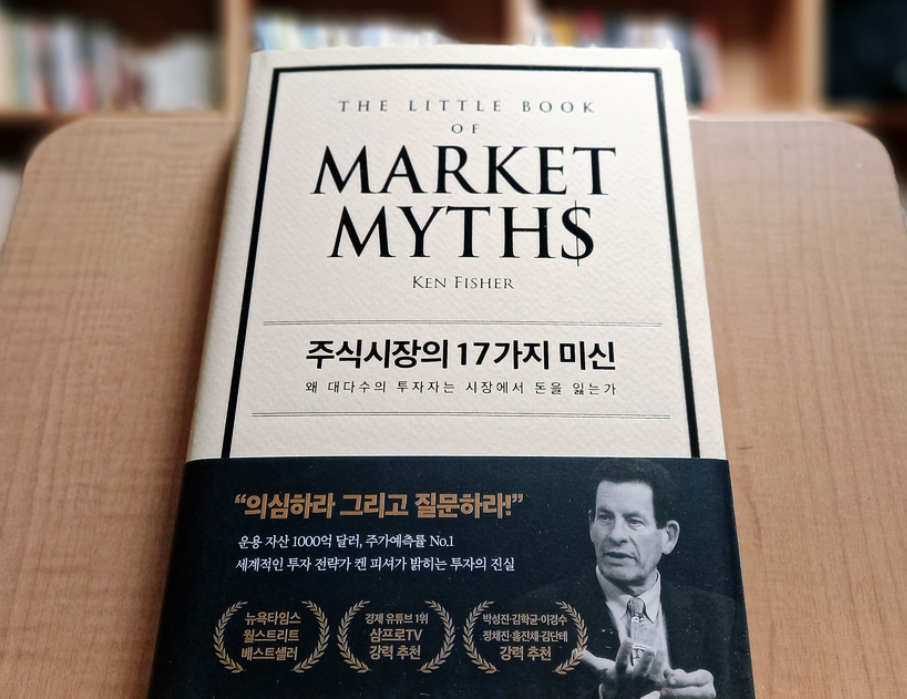 THE LITTLE BOOK
OF
MARKET
MYTH$
KEN FISHER
주식시장의 17가지 미신
왜 대다수의 투자자는 시장에서 돈을 잃는가
“의심하라 그리고 질문하라!”
운용 자산 1000억 달러, 주가예측률 No.1
세계적인 투자 전략가 켄 피셔가 밝히는 투자의 진실
뉴욕타임스
월스트리트
베스트셀러
경제 유튜브 1위
삼프로TV
강력 추천
박성진·김학균·이경수
정채진·홍진채·김단테
강력 추천